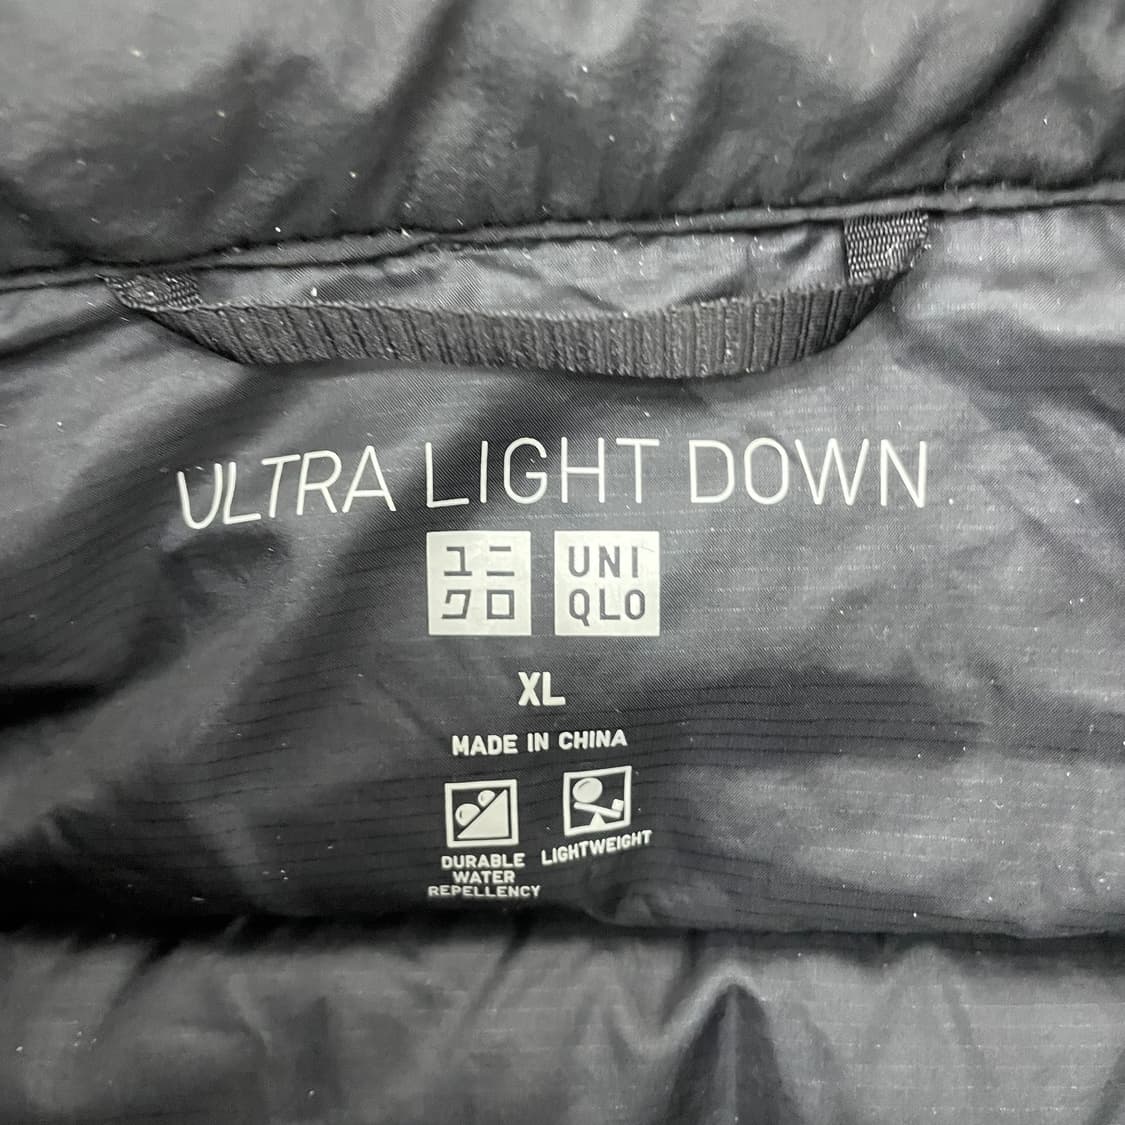 ULTRA LIGHT DOWN
ユニ UNI
クロ QLO
XL
MADE IN CHINA
DURABLE LIGHTWEIGHT
WATER
REPELLENCY